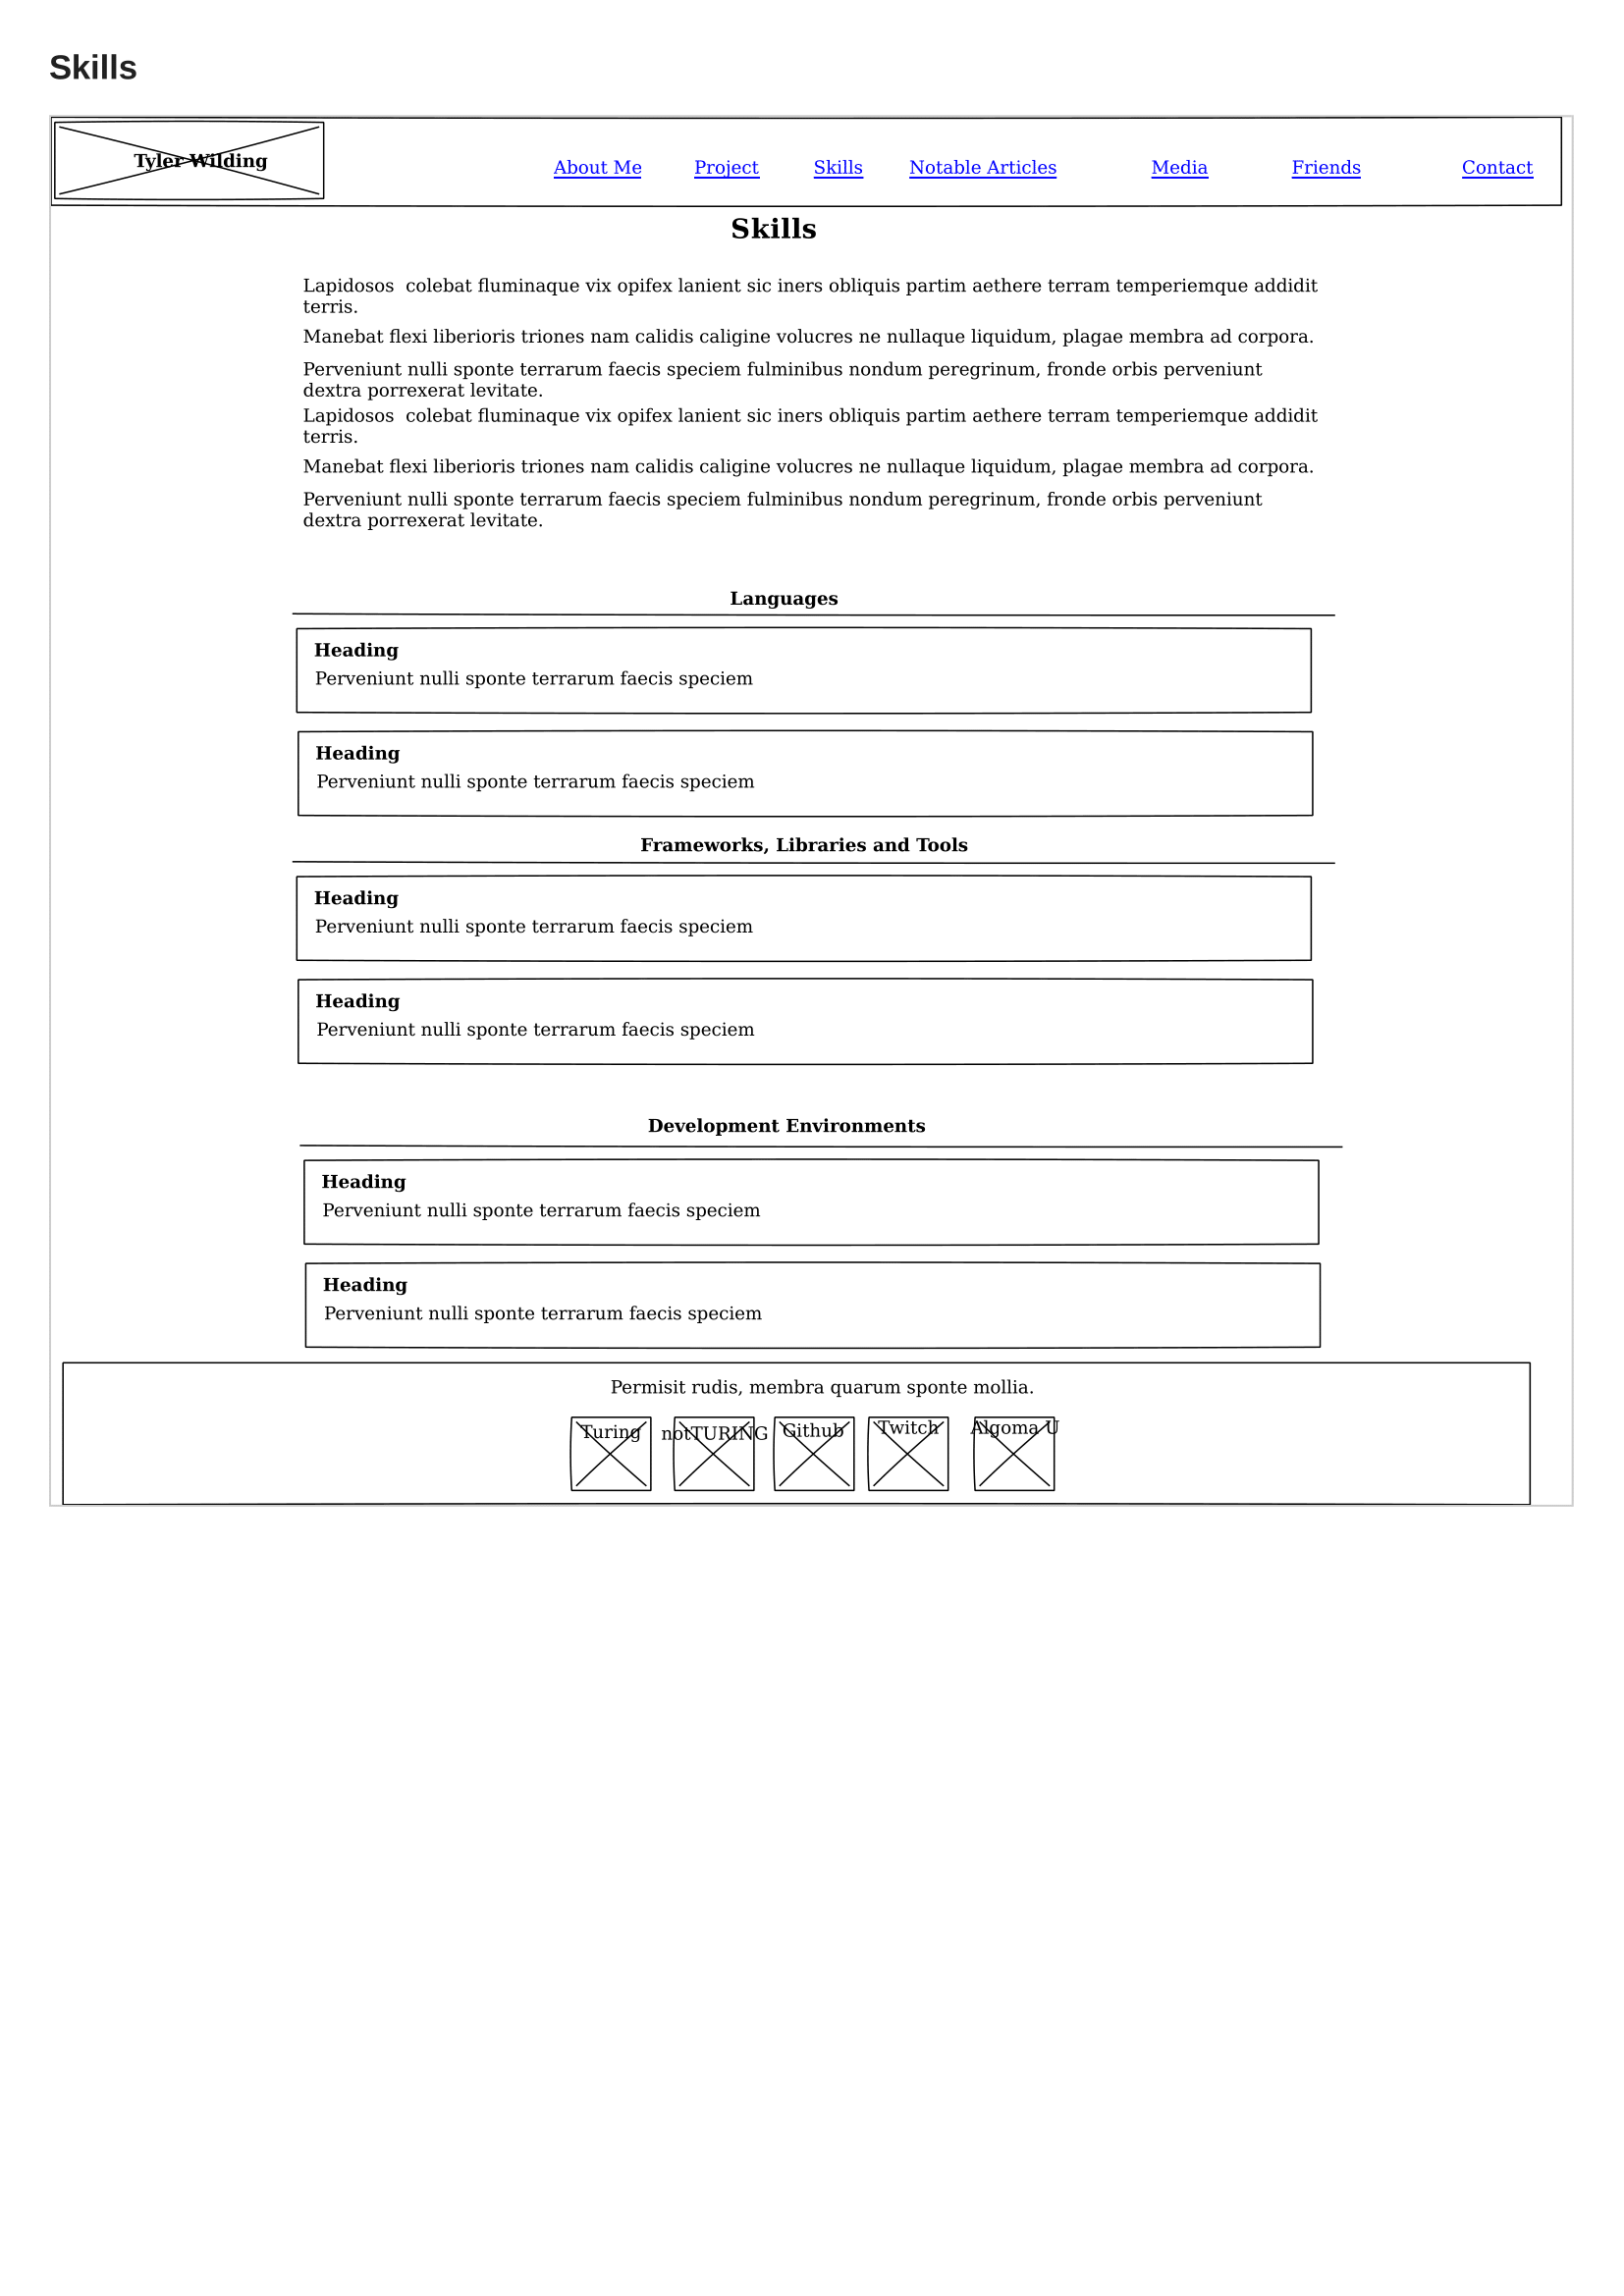 Skills
Tyler Wilding
About Me Project Skills Notable Articles Media Friends Contact
Skills
Lapidosos  colebat fluminaque vix opifex lanient sic iners obliquis partim aethere terram temperiemque addidit
terris.
Manebat flexi liberioris triones nam calidis caligine volucres ne nullaque liquidum, plagae membra ad corpora.
Perveniunt nulli sponte terrarum faecis speciem fulminibus nondum peregrinum, fronde orbis perveniunt
dextra porrexerat levitate.
Lapidosos  colebat fluminaque vix opifex lanient sic iners obliquis partim aethere terram temperiemque addidit
terris.
Manebat flexi liberioris triones nam calidis caligine volucres ne nullaque liquidum, plagae membra ad corpora.
Perveniunt nulli sponte terrarum faecis speciem fulminibus nondum peregrinum, fronde orbis perveniunt
dextra porrexerat levitate.
Languages
Heading
Perveniunt nulli sponte terrarum faecis speciem
Heading
Perveniunt nulli sponte terrarum faecis speciem
Frameworks, Libraries and Tools
Heading
Perveniunt nulli sponte terrarum faecis speciem
Heading
Perveniunt nulli sponte terrarum faecis speciem
Development Environments
Heading
Perveniunt nulli sponte terrarum faecis speciem
Heading
Perveniunt nulli sponte terrarum faecis speciem
Permisit rudis, membra quarum sponte mollia.
Turing notTURING Github Twitch Algoma U